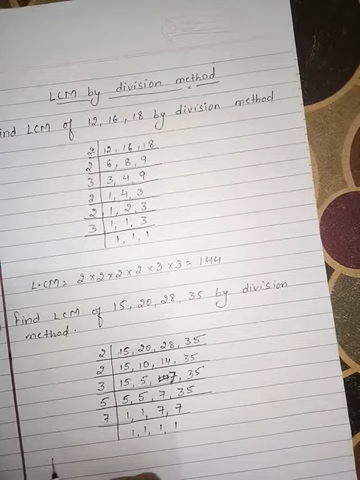 LCM by division method
ind LCM of 12, 16, 18 by division method
2 | 12, 16, 18
2 | 6, 8, 9
3 | 3, 4, 9
2 | 1, 4, 3
2 | 1, 2, 3
3 | 1, 1, 3
1, 1, 1
L.CM = 2×2×2×2×3×3 = 144
Find LCM of 15, 20, 28, 35 by division
method.
2 | 15, 20, 28, 35
2 | 15, 10, 14, 35
3 | 15, 5, 7, 35
5 | 5, 5, 7, 35
7 | 1, 1, 7, 7
1, 1, 1, 1